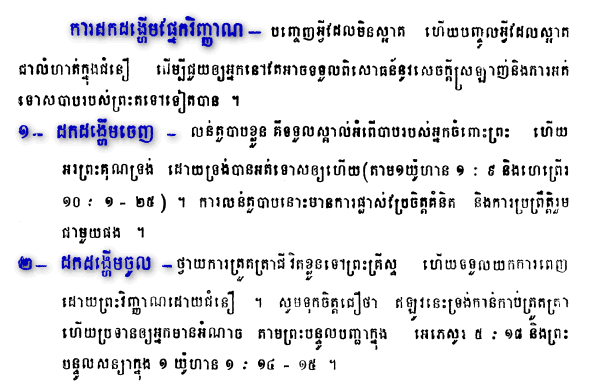 ការដកដង្ហើមផ្នែកវិញ្ញាណ – បញ្ចេញអ្វីដែលមិនស្អាត ហើយបញ្ចូលអ្វីដែលស្អាត
ជាលំហាត់ក្នុងជំនឿ ដើម្បីជួយឲ្យអ្នកនៅតែអាចទទួលពិសោធន៍នូវសេចក្តីស្រឡាញ់និងការអត់
ទោសបាបរបស់ព្រះតទៅទៀតបាន ។
១– ដកដង្ហើមចេញ – លន់តួបាបខ្លួន គឺទទួលស្គាល់អំពើបាបរបស់អ្នកចំពោះព្រះ ហើយ
អរព្រះគុណទ្រង់ ដោយទ្រង់បានអត់ទោសឲ្យហើយ(តាម១យ៉ូហាន ១ : ៩ និងហេព្រើរ
១០ : ១ – ២៥) ។ ការលន់តួបាបនោះមានការផ្លាស់ប្រែចិត្តគំនិត និងការប្រព្រឹត្តិរួម
ជាមួយផង ។
២– ដកដង្ហើមចូល –ថ្វាយការត្រួតត្រាជីវិតខ្លួនទៅព្រះគ្រីស្ទ ហើយទទួលយកការពេញ
ដោយព្រះវិញ្ញាណដោយជំនឿ ។ សូមទុកចិត្តជឿថា ឥឡូវនេះទ្រង់កាន់កាប់ត្រួតត្រា
ហើយប្រទានឲ្យអ្នកមានអំណាច តាមព្រះបន្ទូលបញ្ជាក្នុង អេភេសូរ ៥ : ១៨ និងព្រះ
បន្ទូលសន្យាក្នុង ១ យ៉ូហាន ១ : ១៤ – ១៥ ។